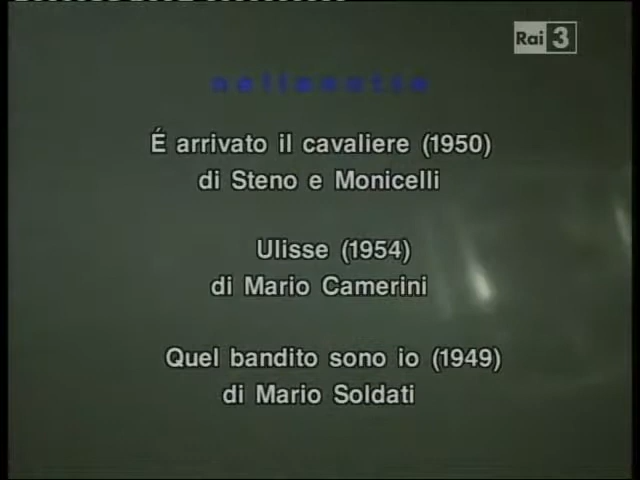 Rai 3
nellanotte
É arrivato il cavaliere (1950)
di Steno e Monicelli
Ulisse (1954)
di Mario Camerini
Quel bandito sono io (1949)
di Mario Soldati